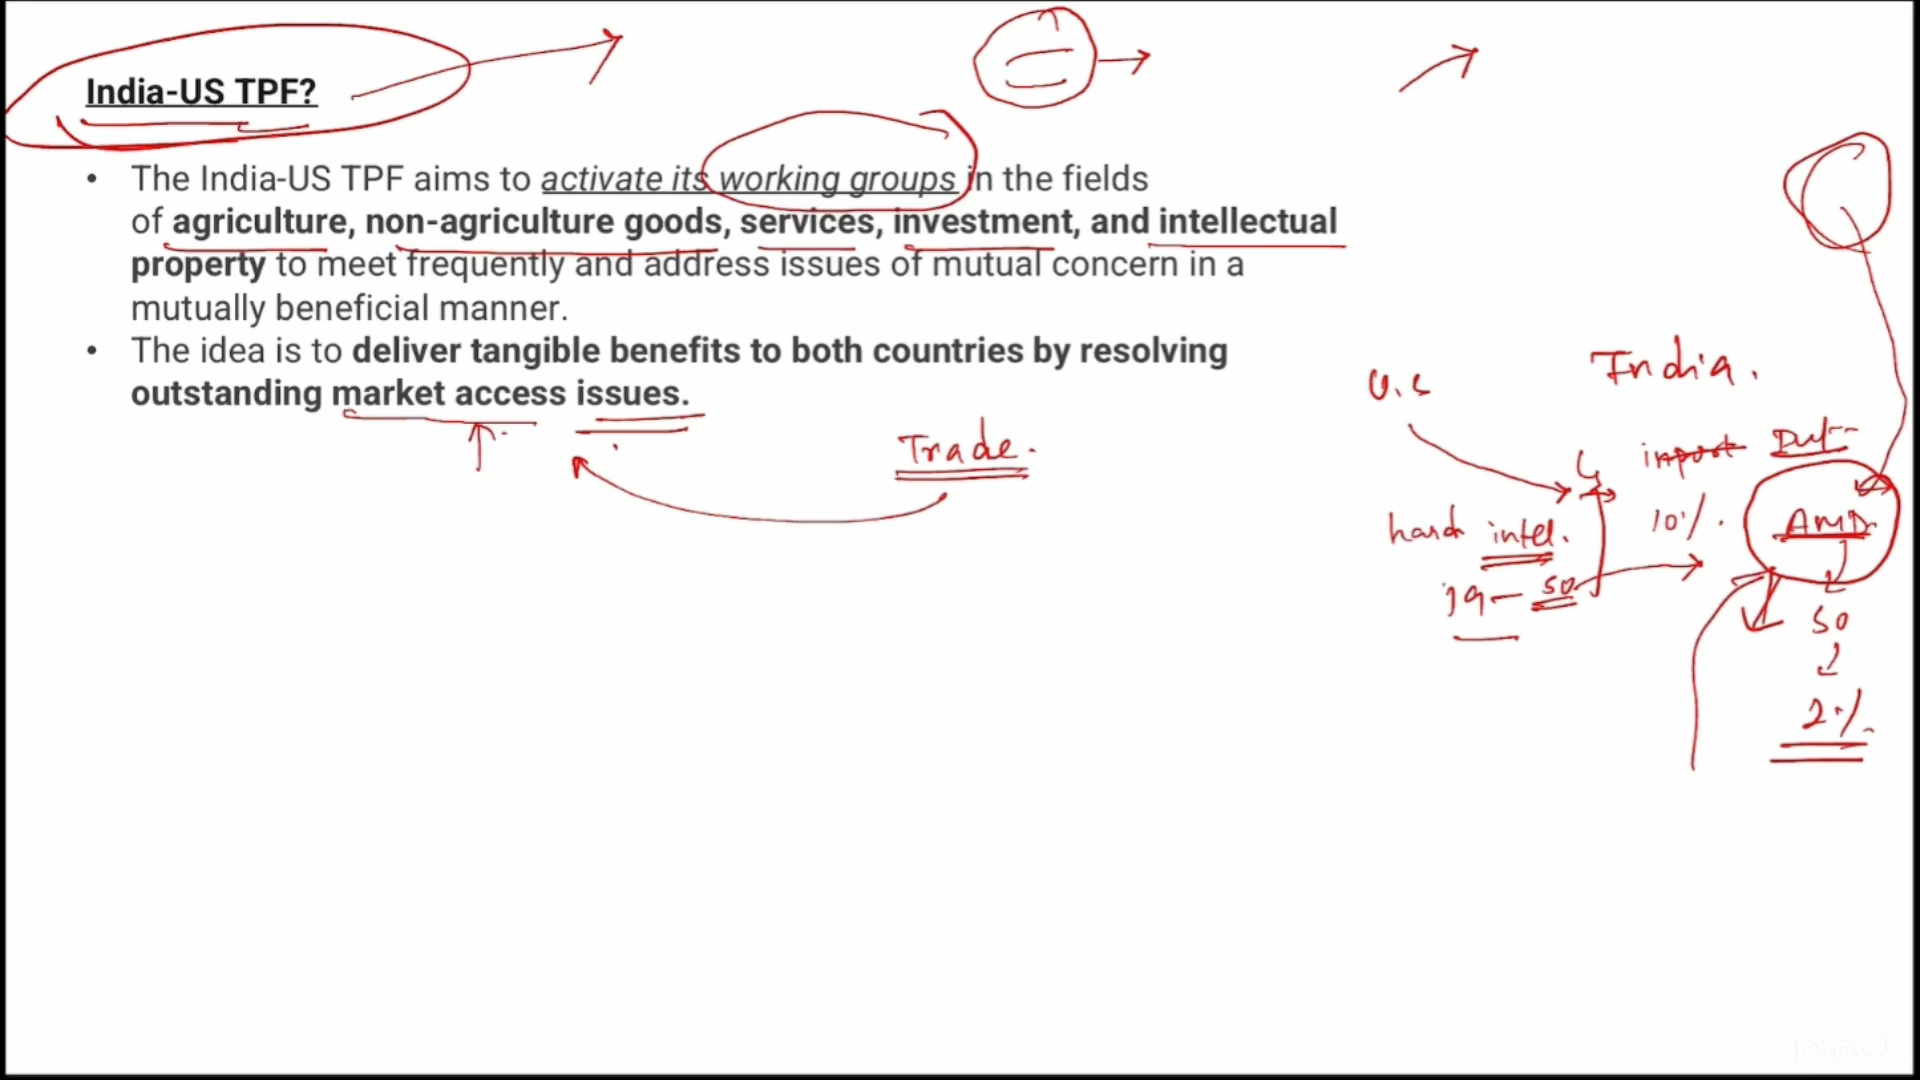 India-US TPF?
• The India-US TPF aims to activate its working groups in the fields
of agriculture, non-agriculture goods, services, investment, and intellectual
property to meet frequently and address issues of mutual concern in a
mutually beneficial manner.
• The idea is to deliver tangible benefits to both countries by resolving
outstanding market access issues.
Trade.
U.S
India.
import
10%.
AMD
intel.
50
50
2%